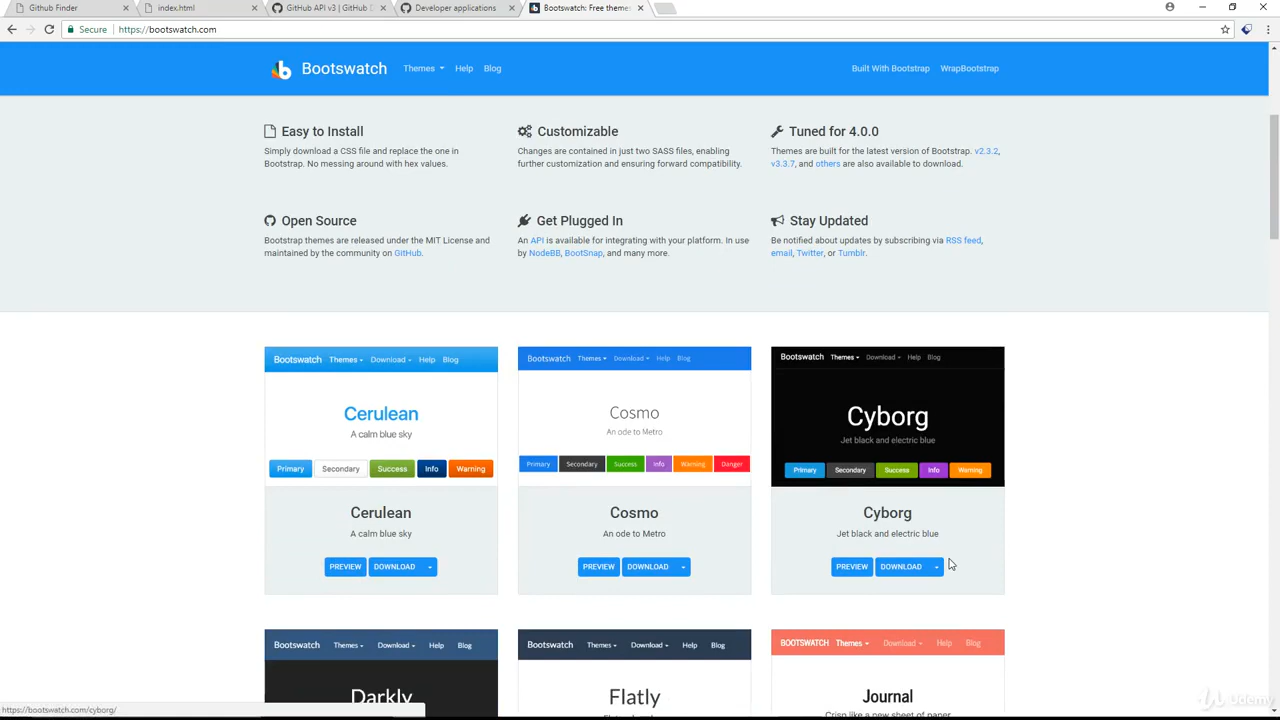 Github Finder
index.html
GitHub API v3 | GitHub D
Developer applications
Bootswatch: Free theme
Secure
https://bootswatch.com
Bootswatch Themes Help Blog Built With Bootstrap WrapBootstrap
Easy to Install
Simply download a CSS file and replace the one in
Bootstrap. No messing around with hex values.
Customizable
Changes are contained in just two SASS files, enabling
further customization and ensuring forward compatibility.
Tuned for 4.0.0
Themes are built for the latest version of Bootstrap. v2.3.2,
v3.3.7, and others are also available to download.
Open Source
Bootstrap themes are released under the MIT License and
maintained by the community on GitHub.
Get Plugged In
An API is available for integrating with your platform. In use
by NodeBB, BootSnap, and many more.
Stay Updated
Be notified about updates by subscribing via RSS feed,
email, Twitter, or Tumblr.
Bootswatch Themes Download Help Blog
Cerulean
A calm blue sky
Primary Secondary Success Info Warning
Cerulean
A calm blue sky
PREVIEW DOWNLOAD
Bootswatch Themes Download Help Blog
Cosmo
An ode to Metro
Primary Secondary Success Info Warning Danger
Cosmo
An ode to Metro
PREVIEW DOWNLOAD
Bootswatch Themes Download Help Blog
Cyborg
Jet black and electric blue
Primary Secondary Success Info Warning
Cyborg
Jet black and electric blue
PREVIEW DOWNLOAD
Bootswatch Themes Download Help Blog
Darkly
Bootswatch Themes Download Help Blog
Flatly
BOOTSWATCH Themes Download Help Blog
Journal
Crisp like a new sheet of paper
https://bootswatch.com/cyborg/
Udemy